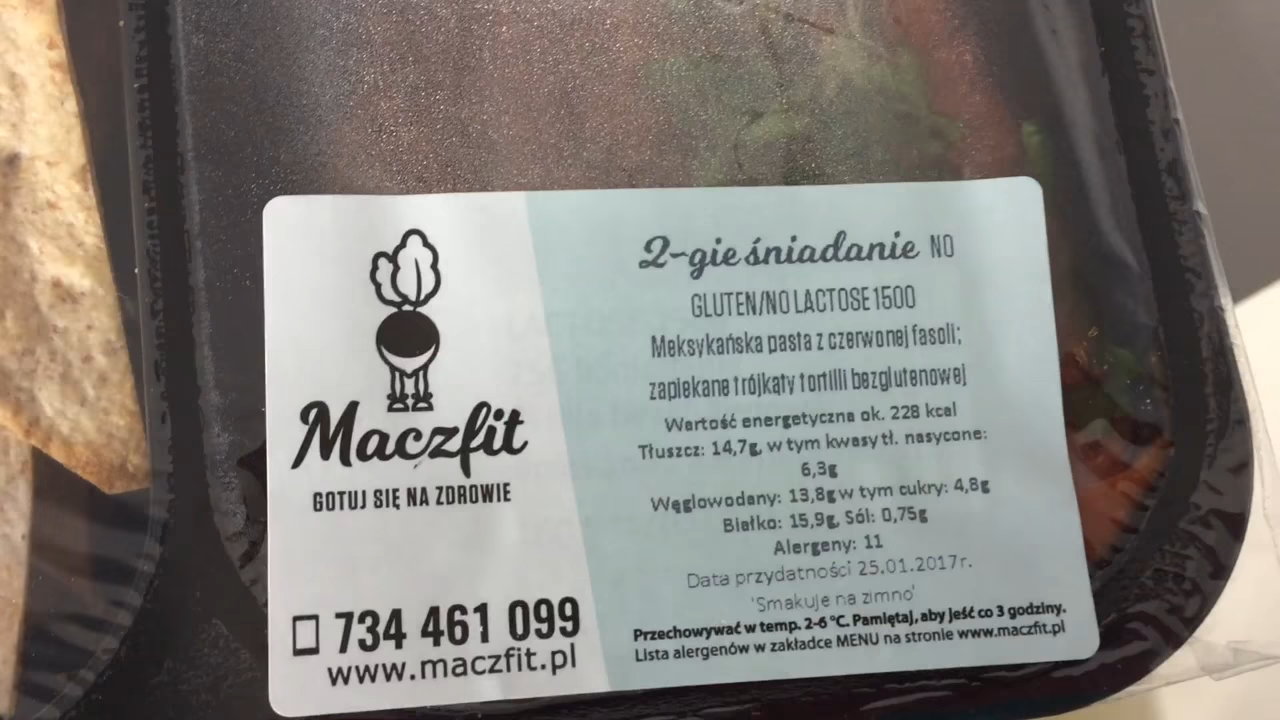 Maczfit
GOTUJ SIĘ NA ZDROWIE
734 461 099
www.maczfit.pl
2-gie śniadanie NO
GLUTEN/NO LACTOSE 1500
Meksykańska pasta z czerwonej fasoli;
zapiekane trójkąty tortilli bezglutenowej
Wartość energetyczna ok. 228 kcal
Tłuszcz: 14,7g, w tym kwasy tł. nasycone:
6,3g
Węglowodany: 13,8g w tym cukry: 4,8g
Białko: 15,9g, Sól: 0,75g
Alergeny: 11
Data przydatności 25.01.2017r.
'Smakuje na zimno'
Przechowywać w temp. 2-6 °C. Pamiętaj, aby jeść co 3 godziny.
Lista alergenów w zakładce MENU na stronie www.maczfit.pl